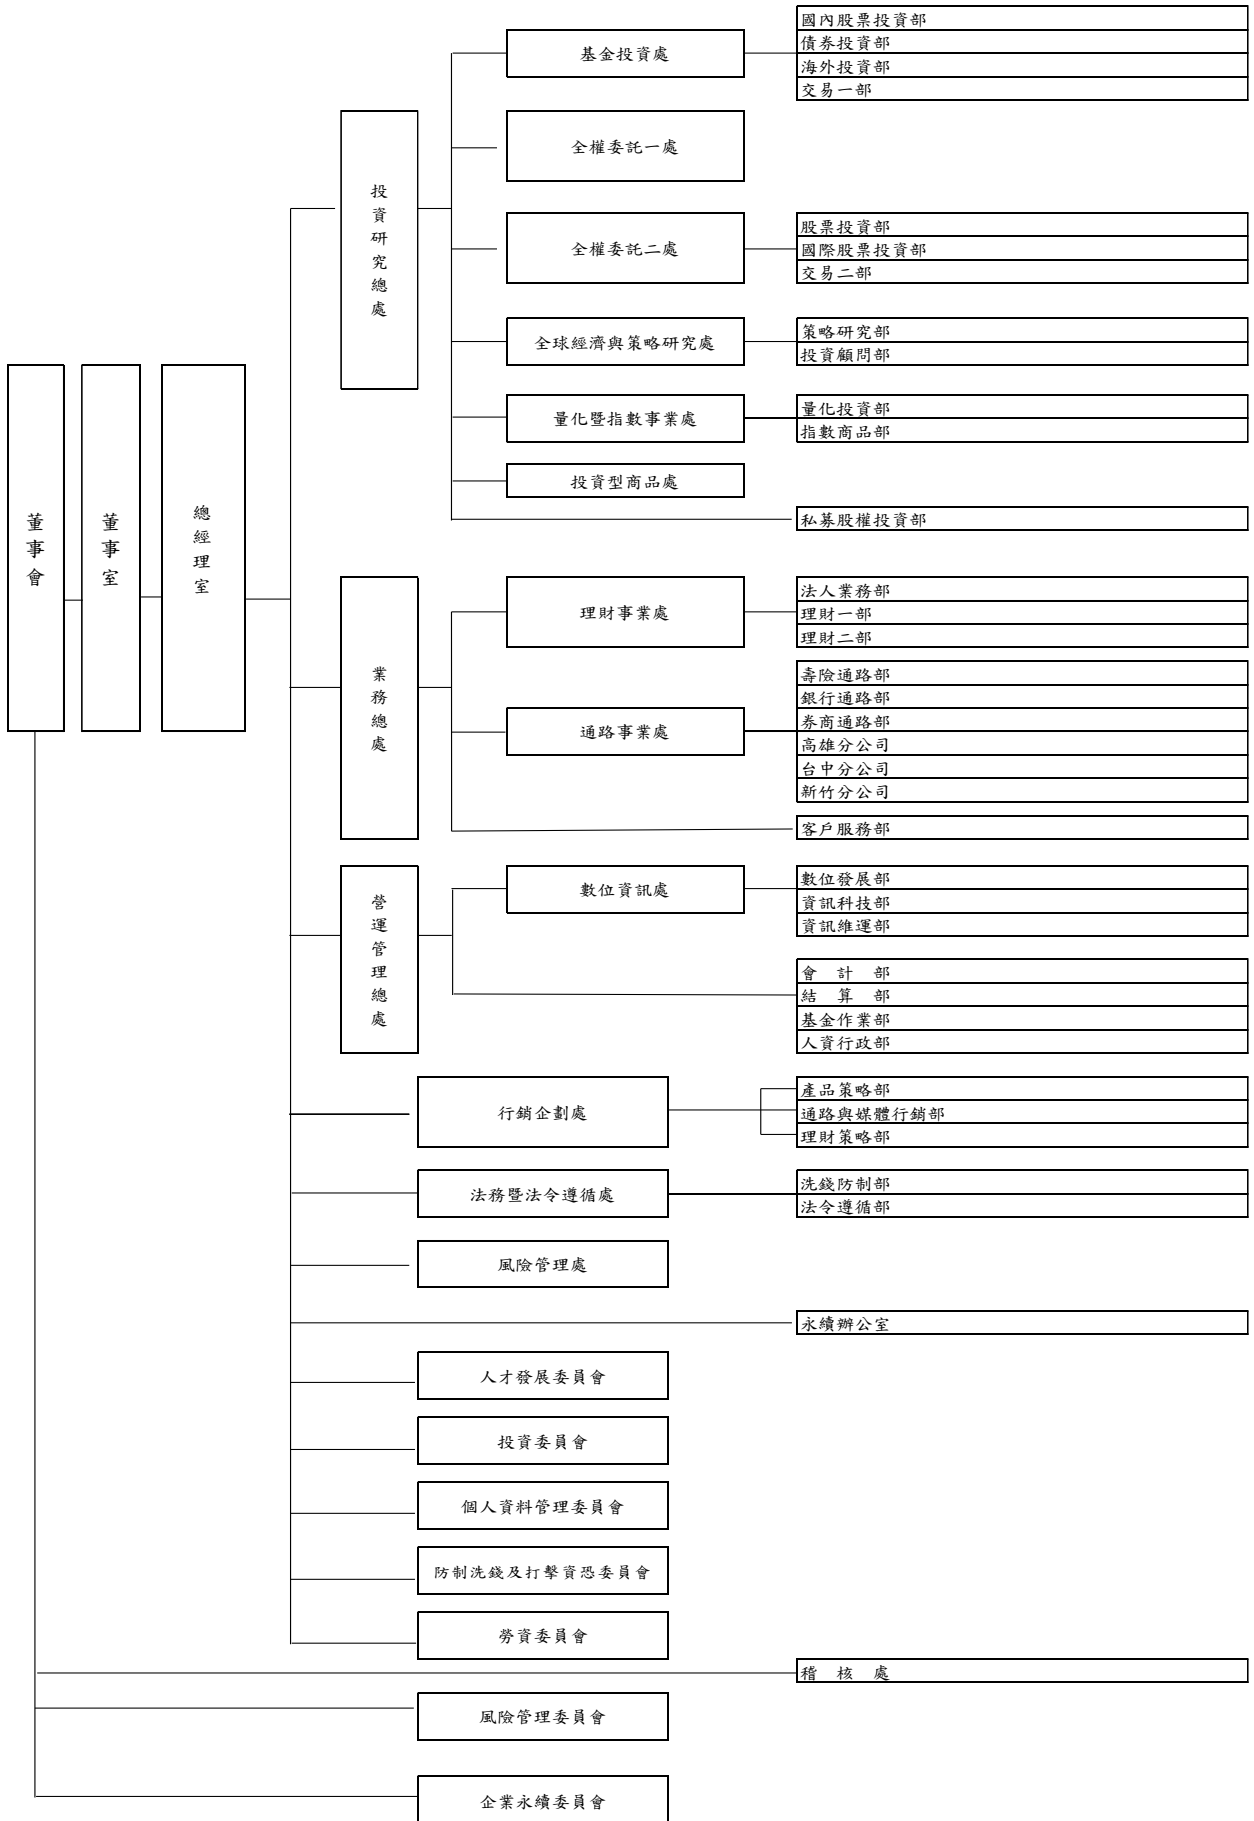 董事會
董事室
總經理室
投資研究總處
基金投資處
國內股票投資部
債券投資部
海外投資部
交易一部
全權委託一處
全權委託二處
股票投資部
國際股票投資部
交易二部
全球經濟與策略研究處
策略研究部
投資顧問部
量化暨指數事業處
量化投資部
指數商品部
投資型商品處
私募股權投資部
業務總處
理財事業處
法人業務部
理財一部
理財二部
通路事業處
壽險通路部
銀行通路部
券商通路部
高雄分公司
台中分公司
新竹分公司
客戶服務部
營運管理總處
數位資訊處
數位發展部
資訊科技部
資訊維運部
會 計 部
結 算 部
基金作業部
人資行政部
行銷企劃處
產品策略部
通路與媒體行銷部
理財策略部
法務暨法令遵循處
洗錢防制部
法令遵循部
風險管理處
永續辦公室
人才發展委員會
投資委員會
個人資料管理委員會
防制洗錢及打擊資恐委員會
勞資委員會
稽 核 處
風險管理委員會
企業永續委員會